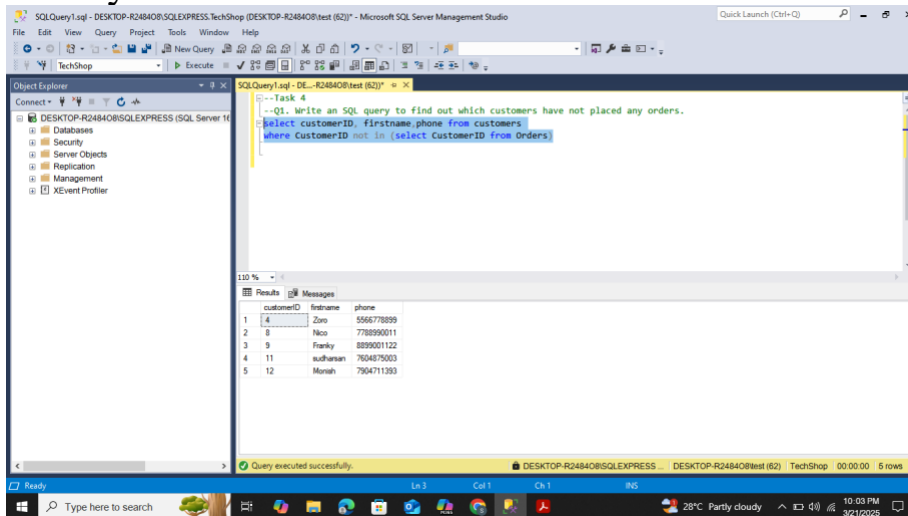 SQLQuery1.sql - DESKTOP-R2484O8\SQLEXPRESS.TechShop (DESKTOP-R2484O8\test (62))* - Microsoft SQL Server Management Studio
Quick Launch (Ctrl+Q)
File Edit View Query Project Tools Window Help
New Query
TechShop
Execute
Object Explorer
SQLQuery1.sql - DE...-R2484O8\test (62))*
Connect
DESKTOP-R2484O8\SQLEXPRESS (SQL Server 16
Databases
Security
Server Objects
Replication
Management
XEvent Profiler
--Task 4
--Q1. Write an SQL query to find out which customers have not placed any orders.
select customerID, firstname,phone from customers
where CustomerID not in (select CustomerID from Orders)
110 %
Results Messages
customerID firstname phone
1 4 Zoro 5566778899
2 8 Nico 7788990011
3 9 Franky 8899001122
4 11 sudharsan 7604875003
5 12 Monish 7904711393
Query executed successfully.
DESKTOP-R2484O8\SQLEXPRESS ... DESKTOP-R2484O8\test (62) TechShop 00:00:00 5 rows
Ready Ln 3 Col 1 Ch 1 INS
Type here to search
28°C Partly cloudy
10:03 PM
3/21/2025